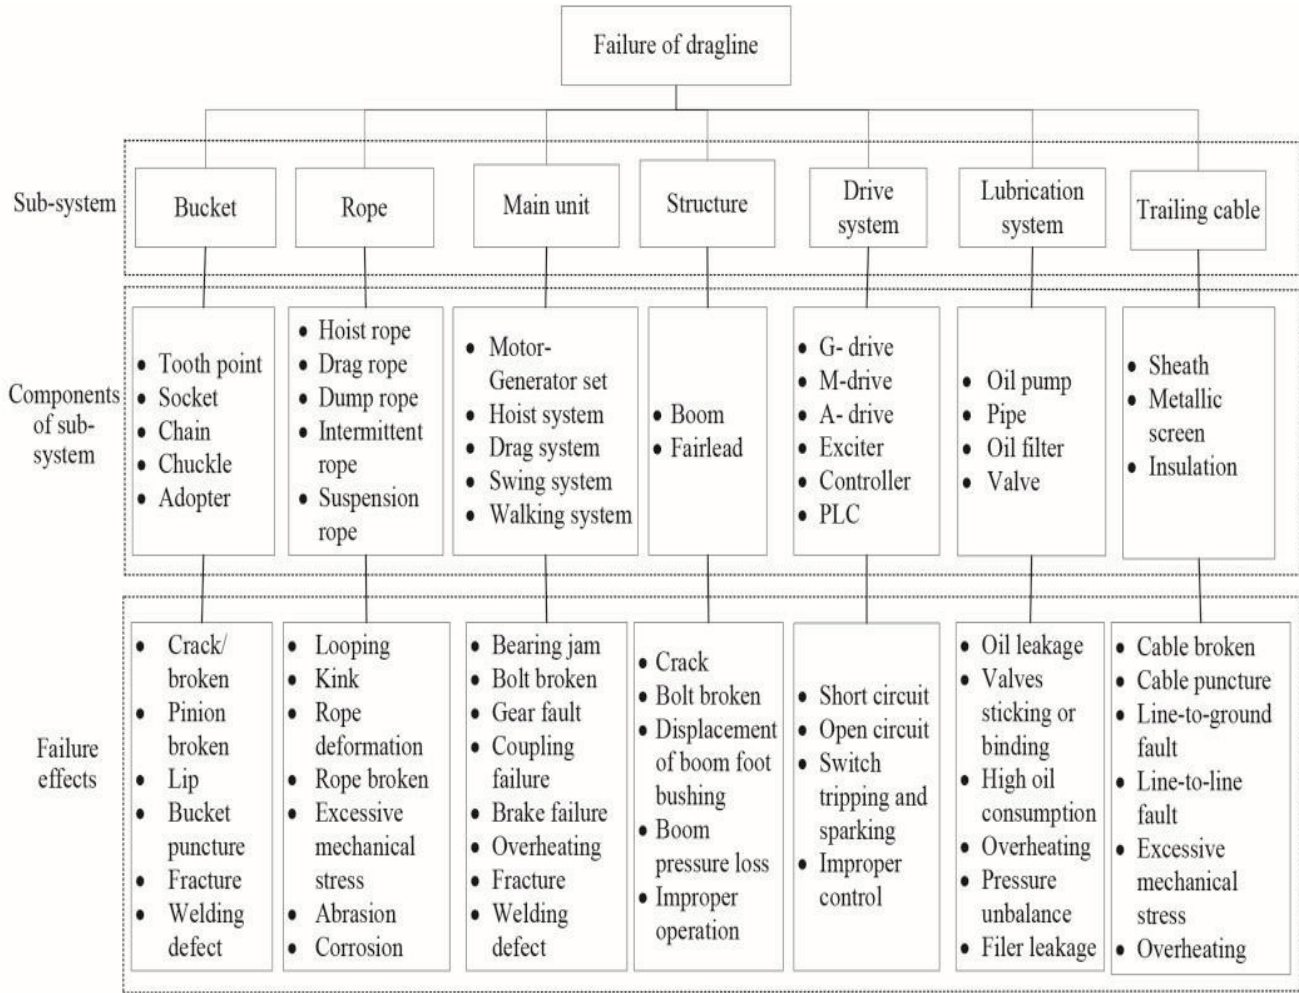 Failure of dragline
Sub-system
Bucket
Rope
Main unit
Structure
Drive
system
Lubrication
system
Trailing cable
Components
of sub-
system
• Tooth point
• Socket
• Chain
• Chuckle
• Adopter
• Hoist rope
• Drag rope
• Dump rope
• Intermittent
rope
• Suspension
rope
• Motor-
Generator set
• Hoist system
• Drag system
• Swing system
• Walking system
• Boom
• Fairlead
• G- drive
• M-drive
• A- drive
• Exciter
• Controller
• PLC
• Oil pump
• Pipe
• Oil filter
• Valve
• Sheath
• Metallic
screen
• Insulation
Failure
effects
• Crack/
broken
• Pinion
broken
• Lip
• Bucket
puncture
• Fracture
• Welding
defect
• Looping
• Kink
• Rope
deformation
• Rope broken
• Excessive
mechanical
stress
• Abrasion
• Corrosion
• Bearing jam
• Bolt broken
• Gear fault
• Coupling
failure
• Brake failure
• Overheating
• Fracture
• Welding
defect
• Crack
• Bolt broken
• Displacement
of boom foot
bushing
• Boom
pressure loss
• Improper
operation
• Short circuit
• Open circuit
• Switch
tripping and
sparking
• Improper
control
• Oil leakage
• Valves
sticking or
binding
• High oil
consumption
• Overheating
• Pressure
unbalance
• Filer leakage
• Cable broken
• Cable puncture
• Line-to-ground
fault
• Line-to-line
fault
• Excessive
mechanical
stress
• Overheating